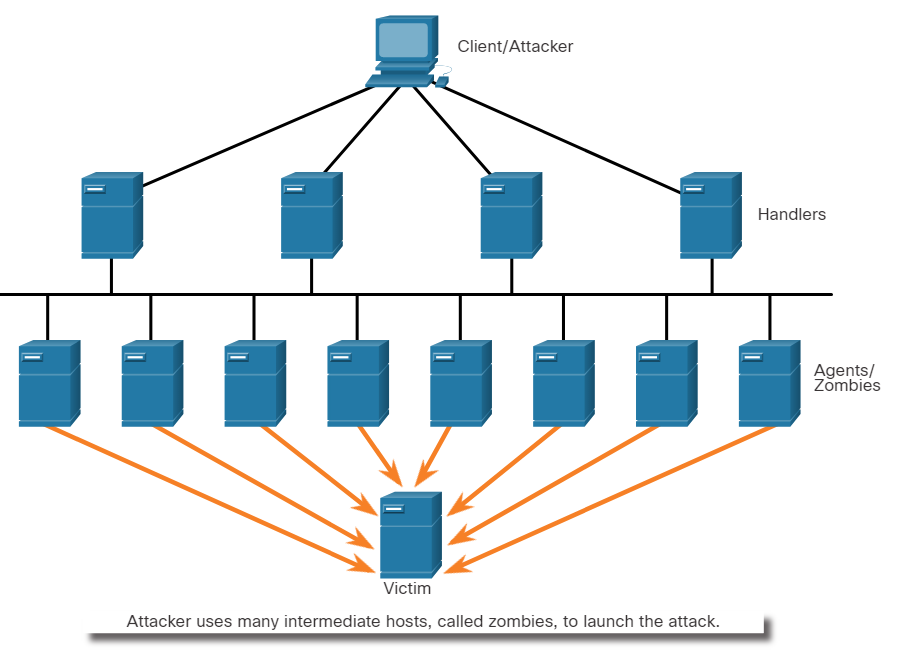 Client/Attacker
Handlers
Agents/
Zombies
Victim
Attacker uses many intermediate hosts, called zombies, to launch the attack.